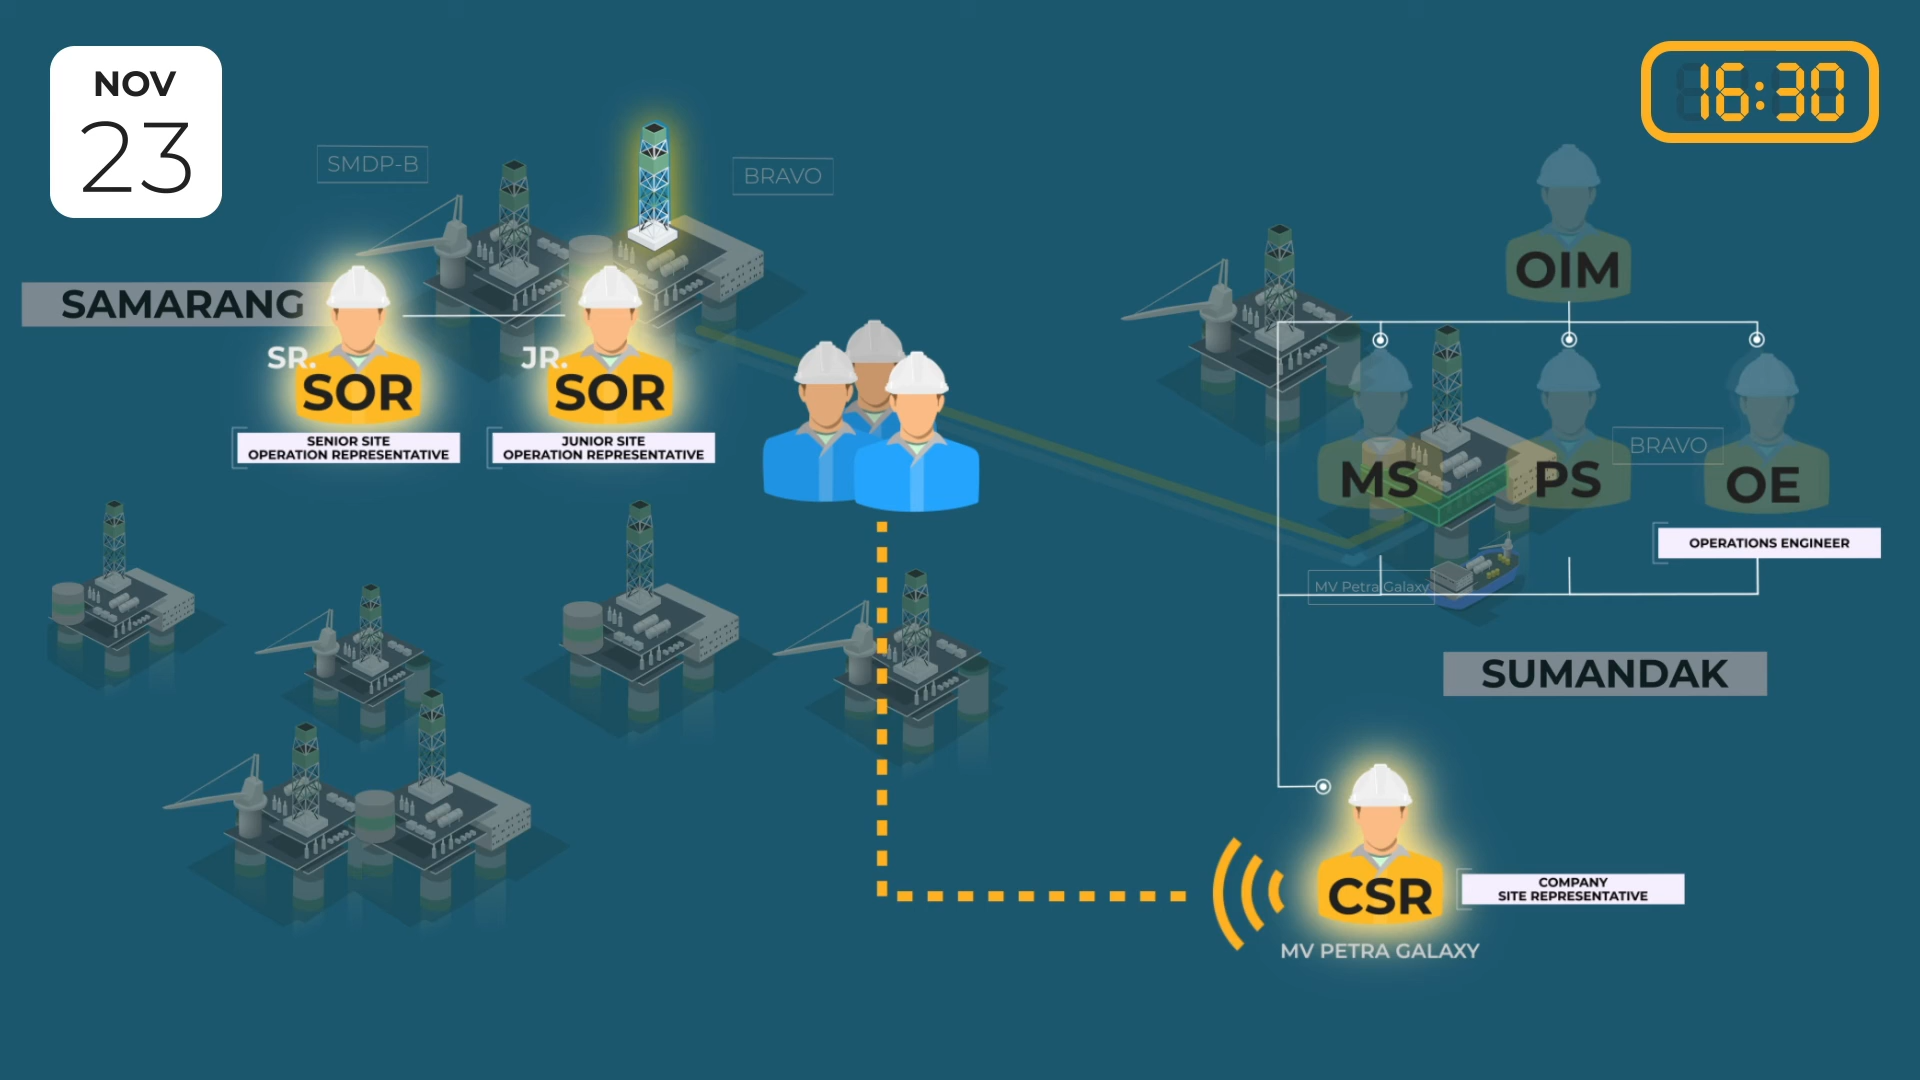 NOV
23
16:30
SMDP-B
BRAVO
SAMARANG
SR.
SOR
SENIOR SITE
OPERATION REPRESENTATIVE
JR.
SOR
JUNIOR SITE
OPERATION REPRESENTATIVE
OIM
MS
PS
BRAVO
OE
OPERATIONS ENGINEER
MV Petra Galaxy
SUMANDAK
CSR
COMPANY
SITE REPRESENTATIVE
MV PETRA GALAXY